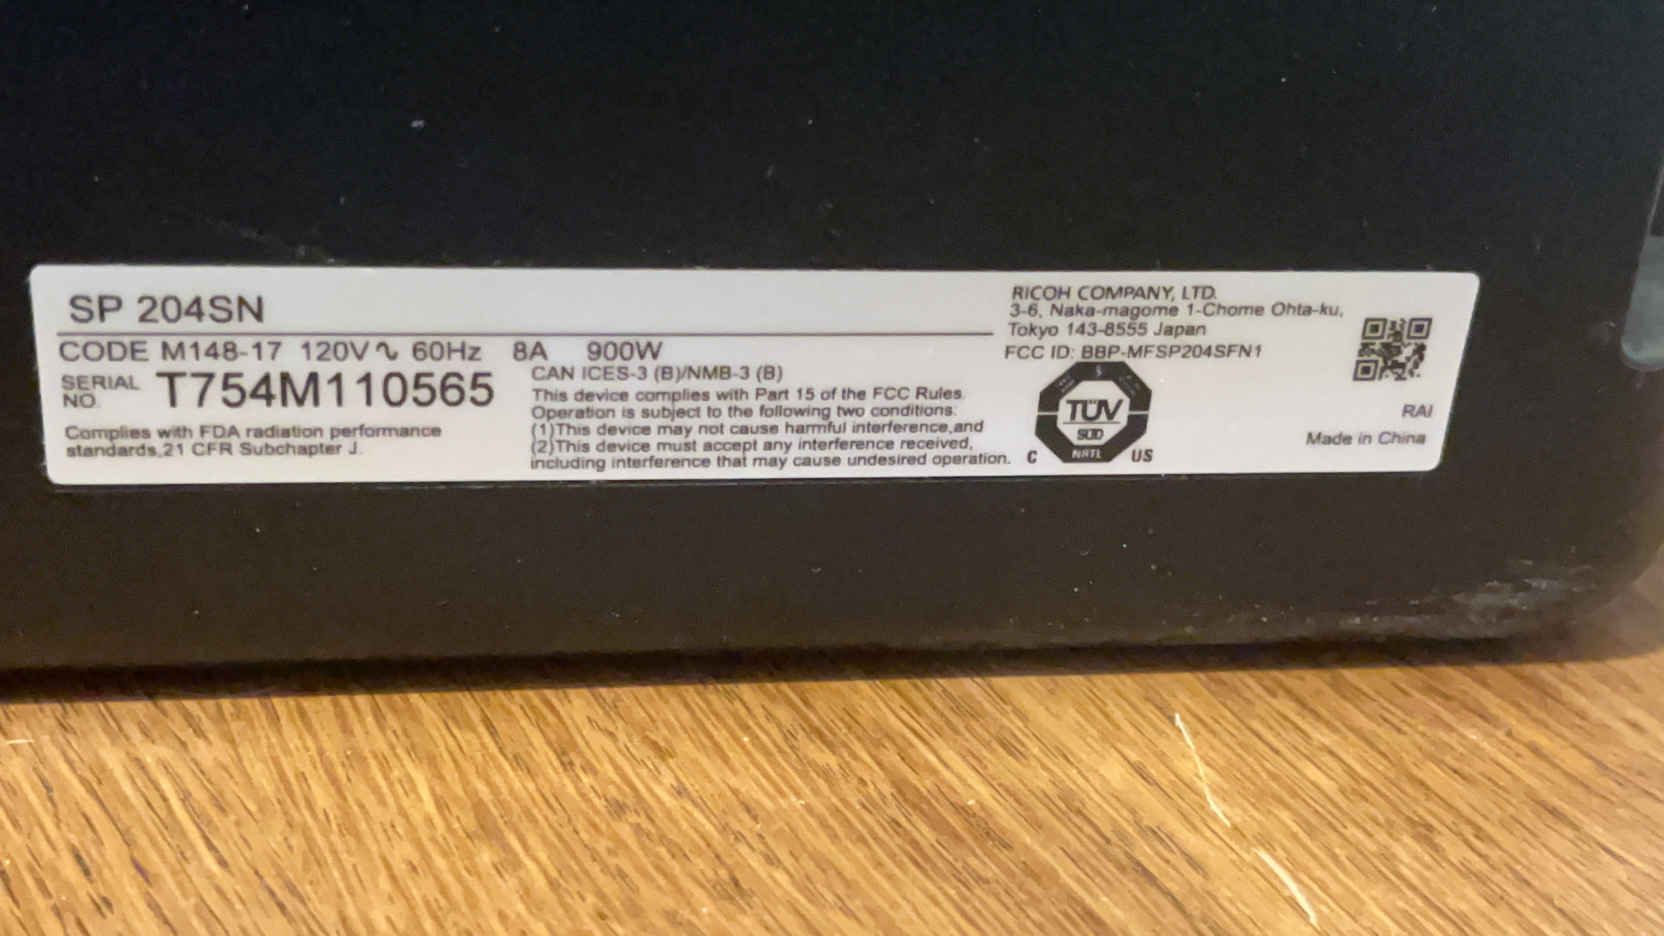 SP 204SN
CODE M148-17 120V∿ 60Hz 8A 900W
SERIAL NO. T754M110565
Complies with FDA radiation performance
standards,21 CFR Subchapter J.
CAN ICES-3 (B)/NMB-3 (B)
This device complies with Part 15 of the FCC Rules.
Operation is subject to the following two conditions:
(1)This device may not cause harmful interference,and
(2)This device must accept any interference received,
including interference that may cause undesired operation.
RICOH COMPANY, LTD.
3-6, Naka-magome 1-Chome Ohta-ku,
Tokyo 143-8555 Japan
FCC ID: BBP-MFSP204SFN1
TÜV
SÜD
NRTL
C US
RAI
Made in China